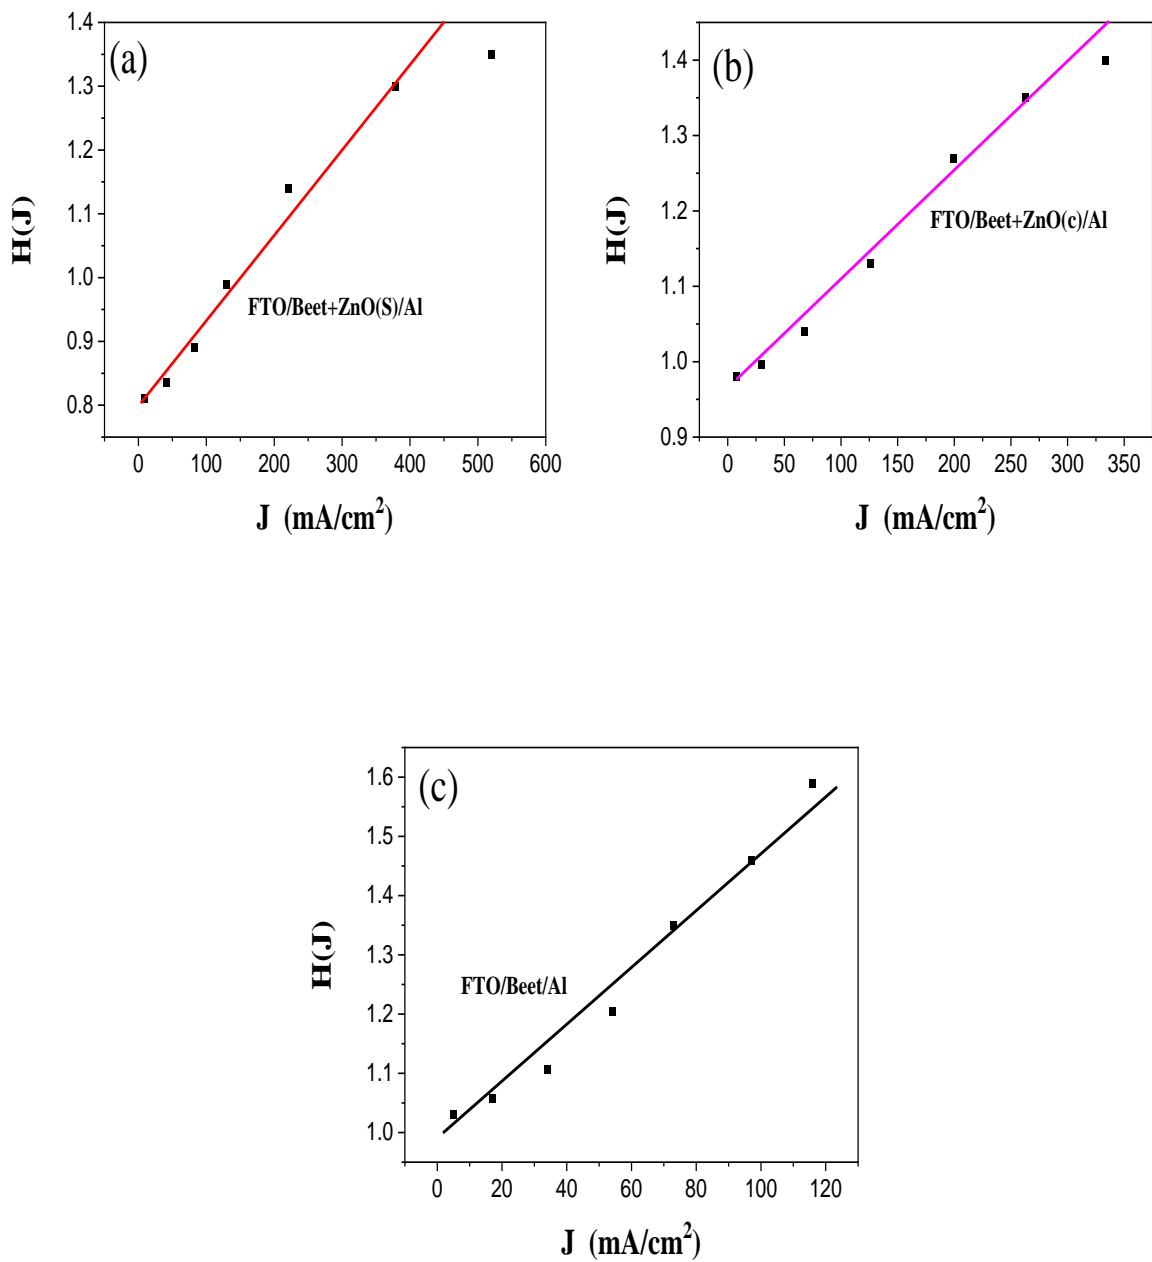 (a)
1.4
1.3
1.2
1.1
1.0
0.9
0.8
H(J)
FTO/Beet+ZnO(S)/Al
0 100 200 300 400 500 600
J (mA/cm²)
(b)
1.4
1.3
1.2
1.1
1.0
0.9
H(J)
FTO/Beet+ZnO(c)/Al
0 50 100 150 200 250 300 350
J (mA/cm²)
(c)
1.6
1.5
1.4
1.3
1.2
1.1
1.0
H(J)
FTO/Beet/Al
0 20 40 60 80 100 120
J (mA/cm²)